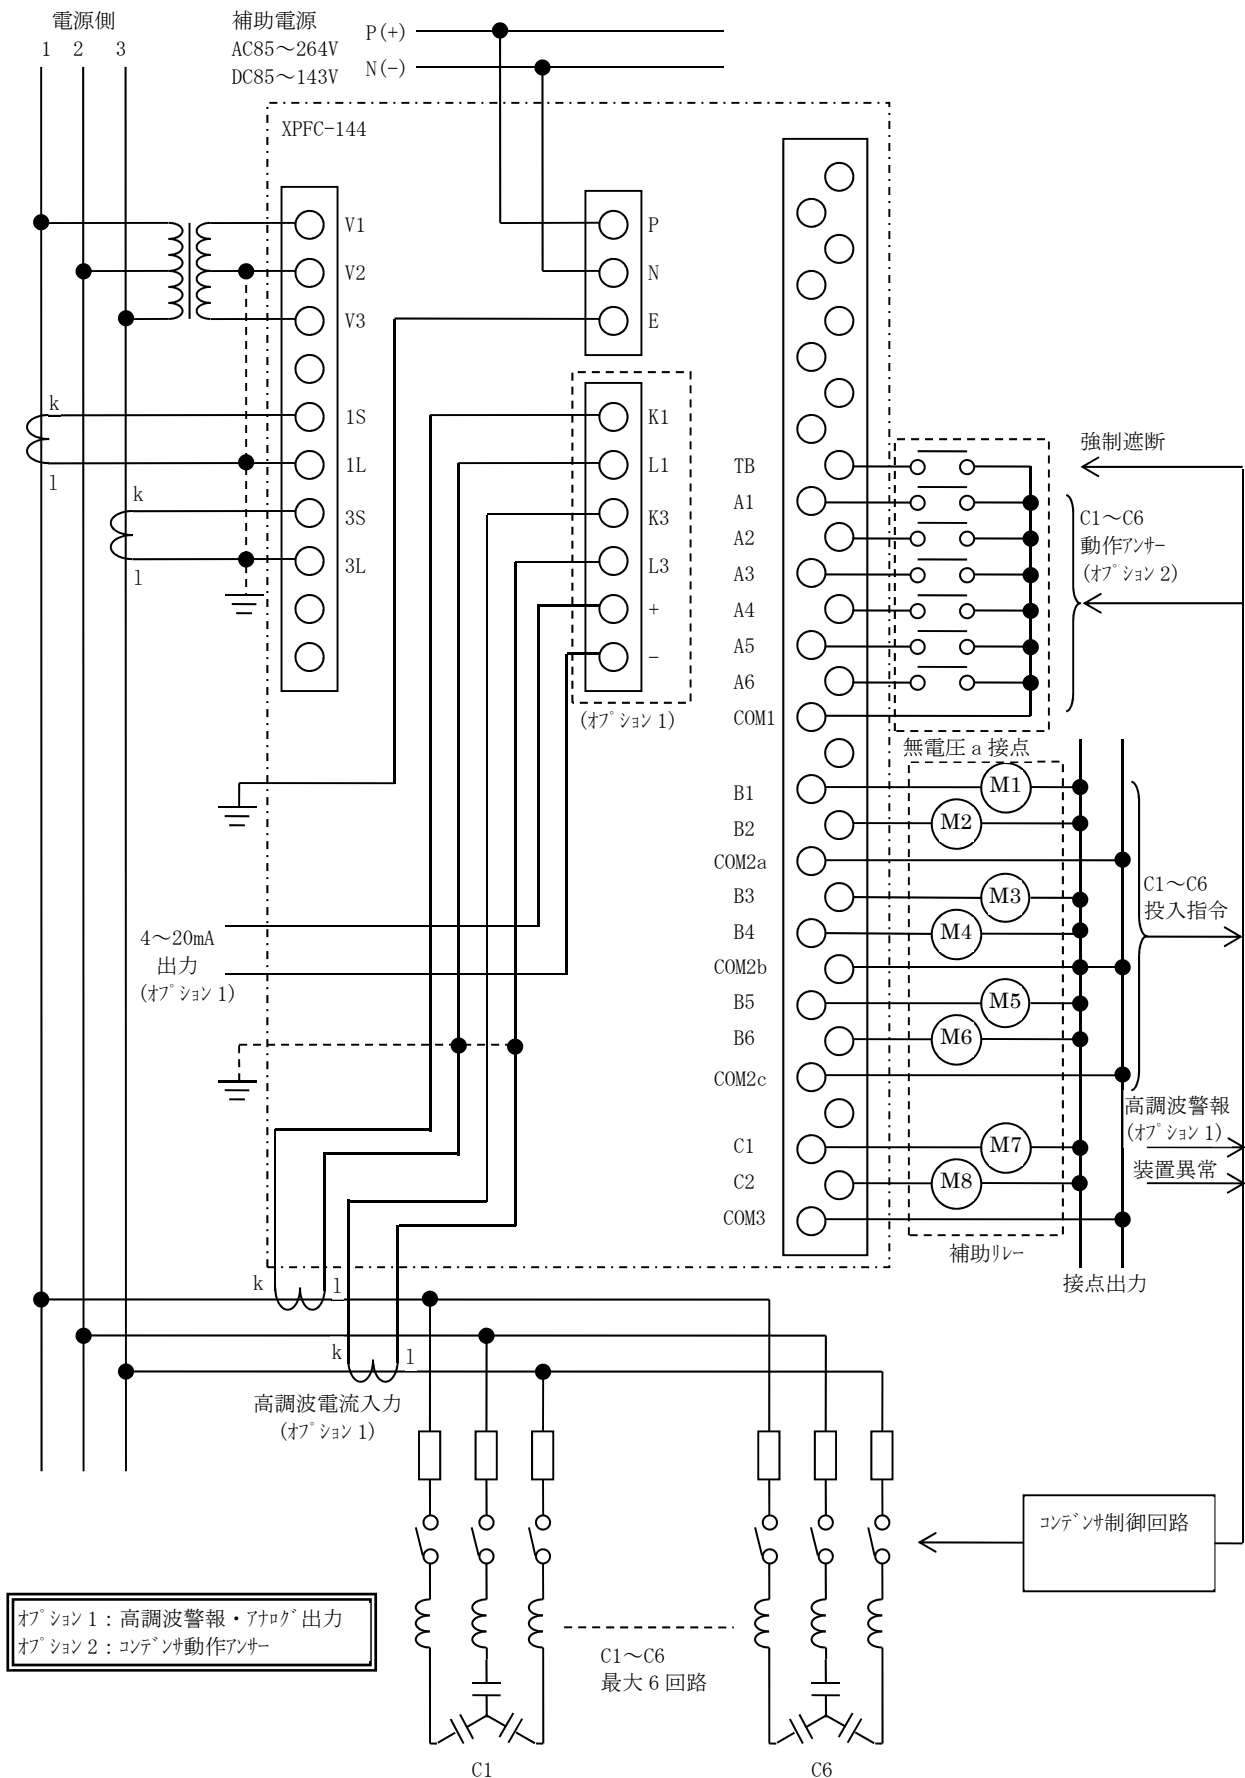 電源側
1 2 3
補助電源
AC85～264V
DC85～143V
P(+)
N(-)
XPFC-144
V1
V2
V3
1S
1L
3S
3L
k
l
k
l
P
N
E
K1
L1
K3
L3
+
-
(ｵﾌﾟｼｮﾝ1)
TB
A1
A2
A3
A4
A5
A6
COM1
B1
B2
COM2a
B3
B4
COM2b
B5
B6
COM2c
C1
C2
COM3
強制遮断
C1～C6
動作ｱﾝｻｰ
(ｵﾌﾟｼｮﾝ2)
無電圧a接点
M1
M2
M3
M4
M5
M6
M7
M8
C1～C6
投入指令
高調波警報
(ｵﾌﾟｼｮﾝ1)
装置異常
補助ﾘﾚｰ
接点出力
4～20mA
出力
(ｵﾌﾟｼｮﾝ1)
k
l
k
l
高調波電流入力
(ｵﾌﾟｼｮﾝ1)
ｺﾝﾃﾞﾝｻ制御回路
ｵﾌﾟｼｮﾝ1：高調波警報・ｱﾅﾛｸﾞ出力
ｵﾌﾟｼｮﾝ2：ｺﾝﾃﾞﾝｻ動作ｱﾝｻｰ
C1～C6
最大6回路
C1
C6